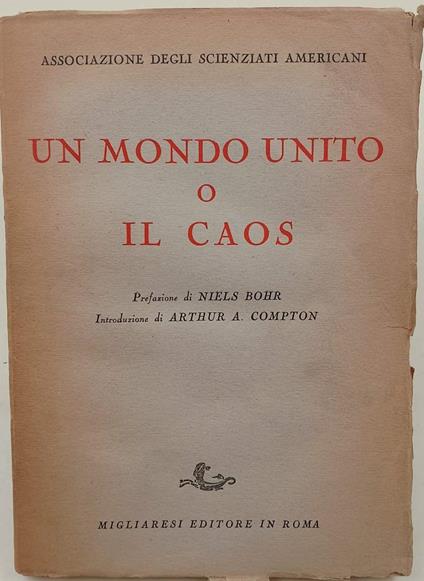 ASSOCIAZIONE DEGLI SCIENZIATI AMERICANI
UN MONDO UNITO
O
IL CAOS
Prefazione di NIELS BOHR
Introduzione di ARTHUR A. COMPTON
MIGLIARESI EDITORE IN ROMA